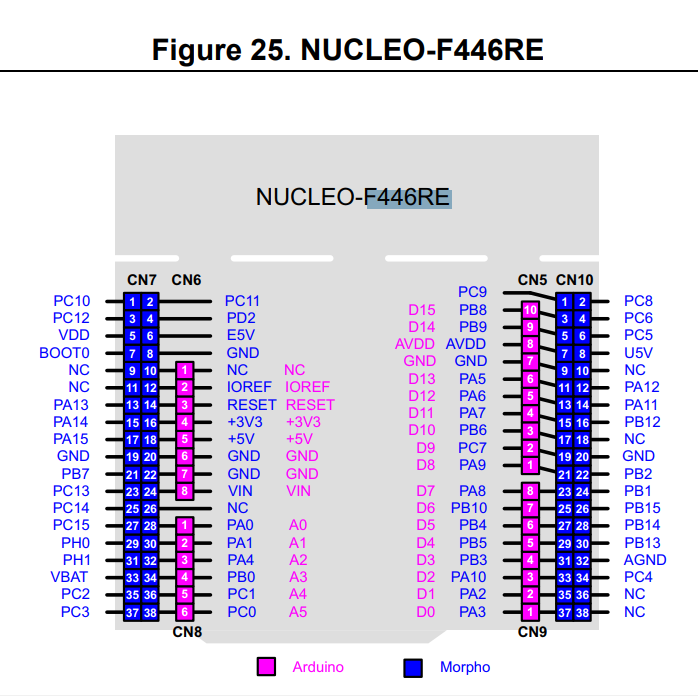 Figure 25. NUCLEO-F446RE
NUCLEO-F446RE
CN7 CN6 CN5 CN10
PC9
PC10 1 2 PC11 1 2 PC8
D15 PB8 10
PC12 3 4 PD2 3 4 PC6
D14 PB9 9
VDD 5 6 E5V 5 6 PC5
AVDD AVDD 8
BOOT0 7 8 GND 7 8 U5V
GND GND 7
NC 9 10 1 NC NC 9 10 NC
D13 PA5 6
NC 11 12 2 IOREF IOREF 11 12 PA12
D12 PA6 5
PA13 13 14 3 RESET RESET 13 14 PA11
D11 PA7 4
PA14 15 16 4 +3V3 +3V3 15 16 PB12
D10 PB6 3
PA15 17 18 5 +5V +5V 17 18 NC
D9 PC7 2
GND 19 20 6 GND GND 19 20 GND
D8 PA9 1
PB7 21 22 7 GND GND 21 22 PB2
PC13 23 24 8 VIN VIN D7 PA8 8 23 24 PB1
PC14 25 26 NC D6 PB10 7 25 26 PB15
PC15 27 28 1 PA0 A0 D5 PB4 6 27 28 PB14
PH0 29 30 2 PA1 A1 D4 PB5 5 29 30 PB13
PH1 31 32 3 PA4 A2 D3 PB3 4 31 32 AGND
VBAT 33 34 4 PB0 A3 D2 PA10 3 33 34 PC4
PC2 35 36 5 PC1 A4 D1 PA2 2 35 36 NC
PC3 37 38 6 PC0 A5 D0 PA3 1 37 38 NC
CN8 CN9
Arduino Morpho